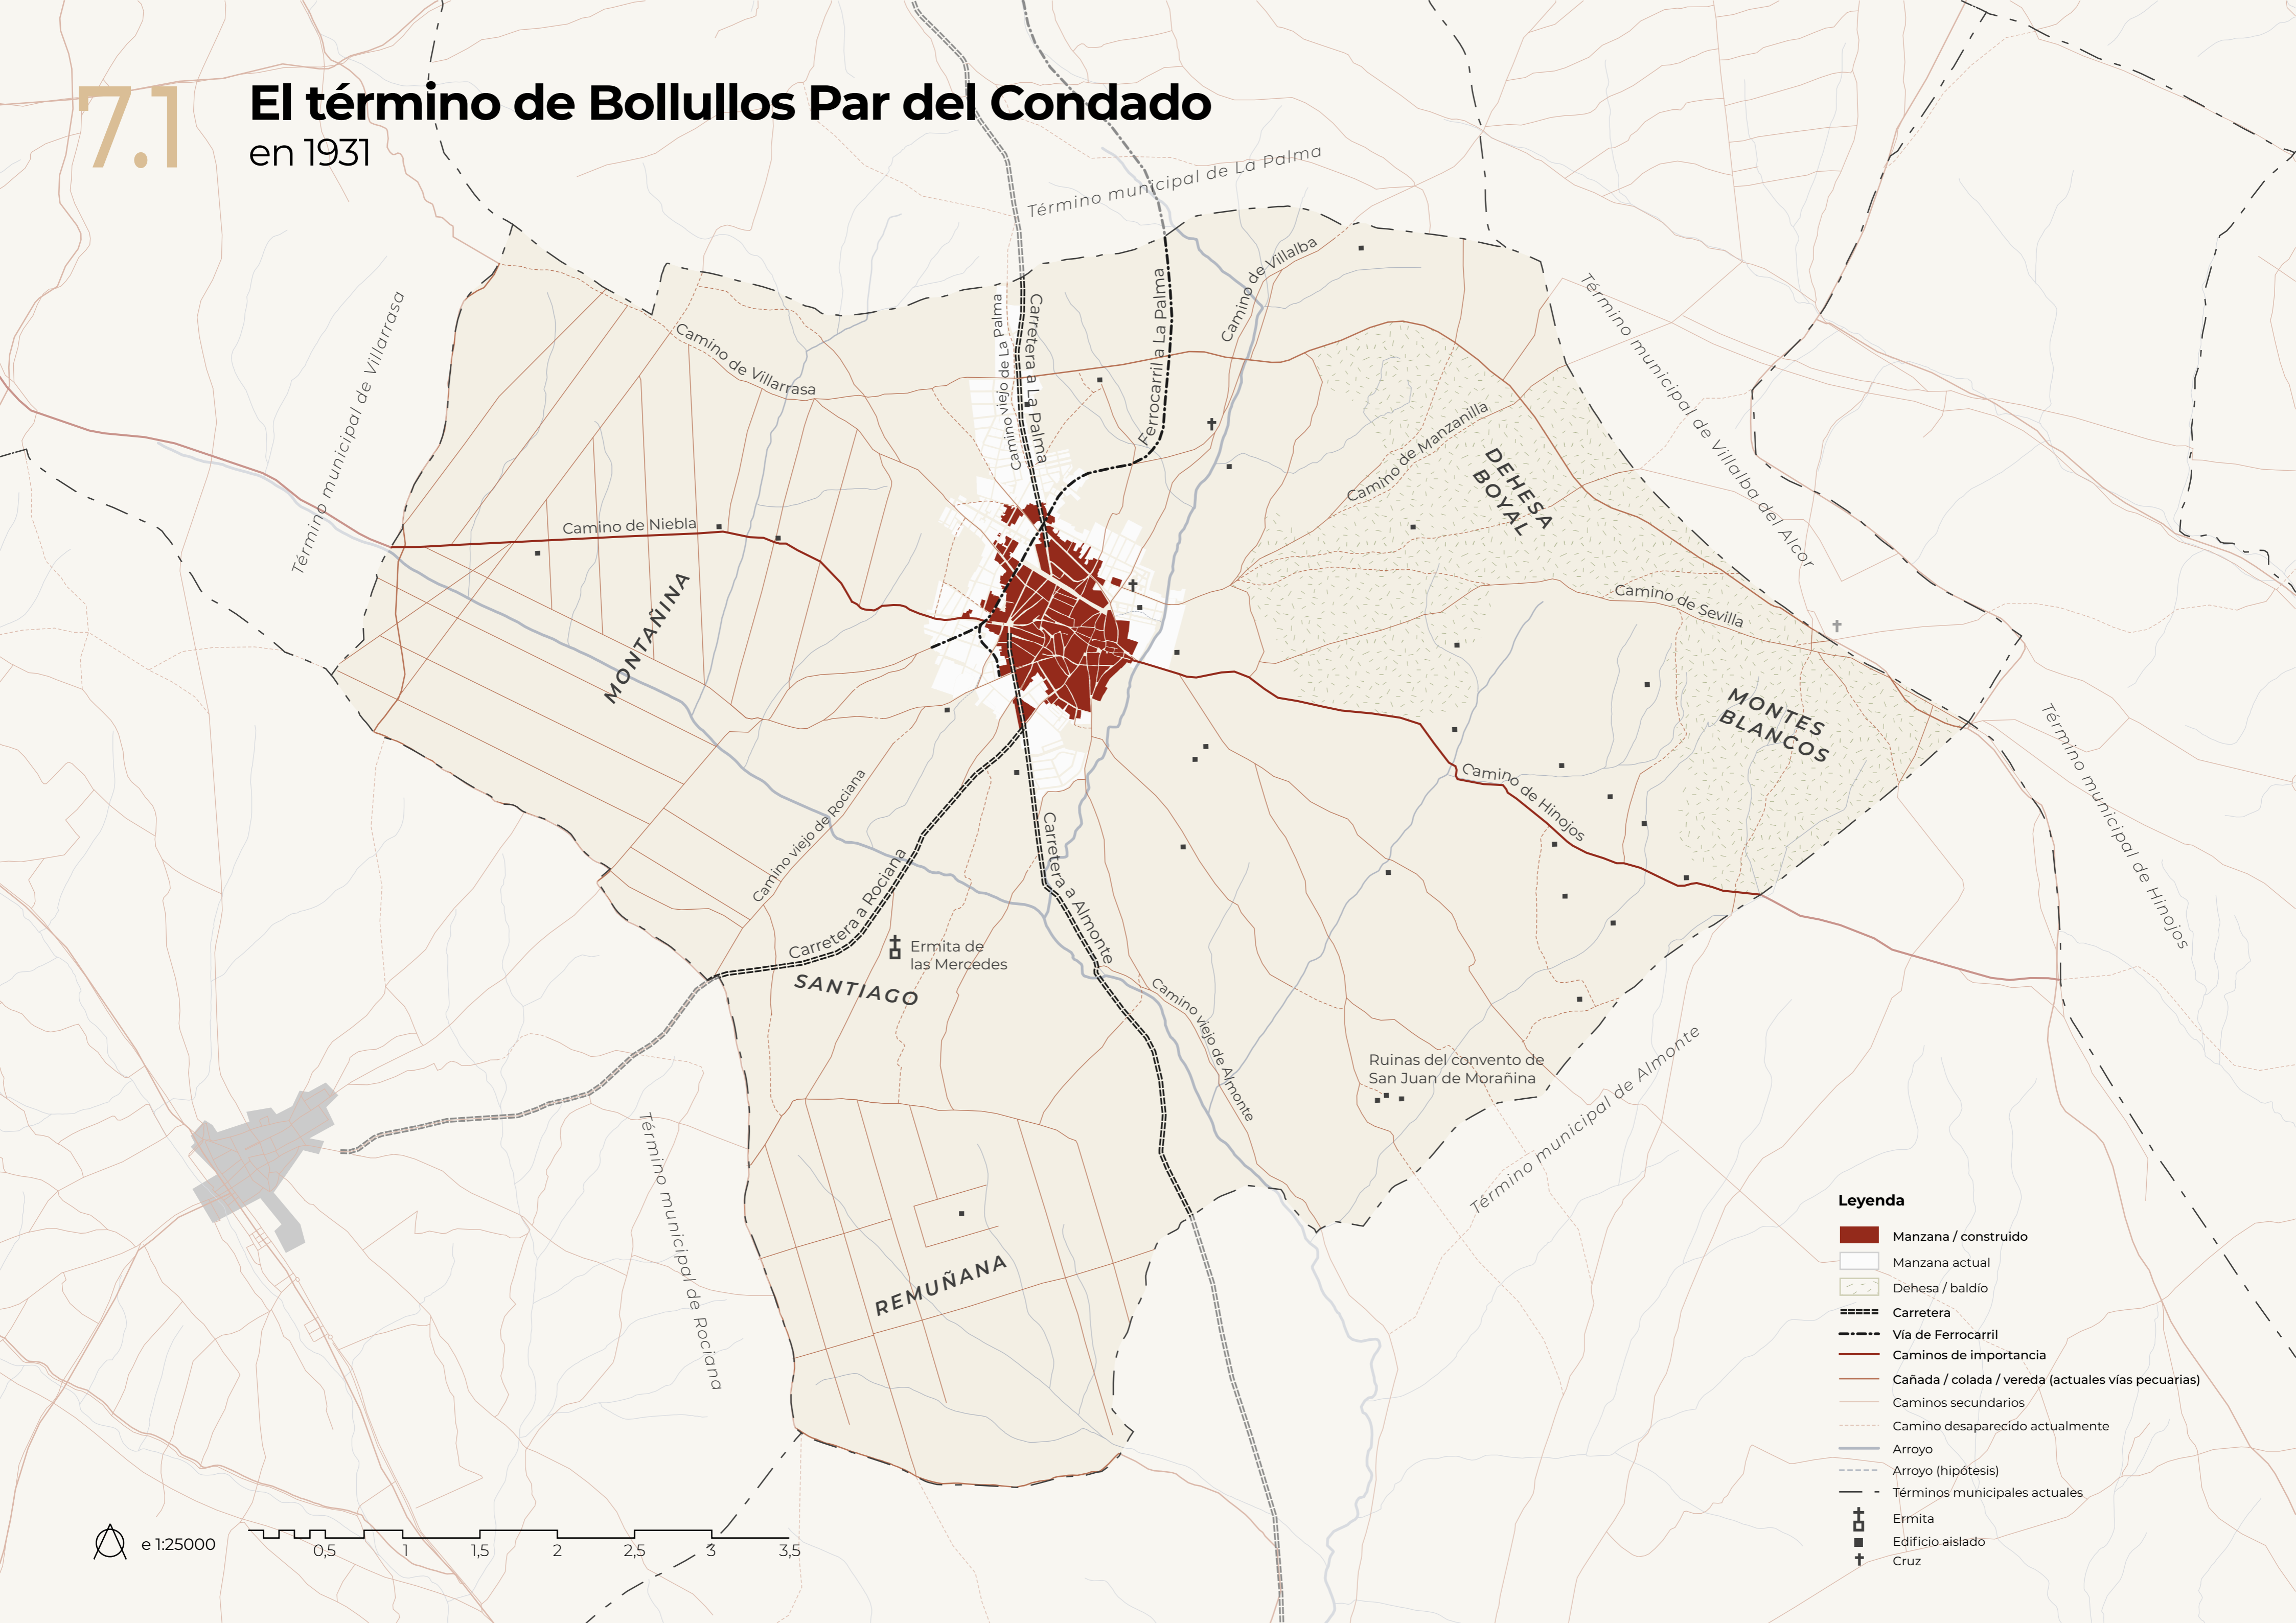 7.1
El término de Bollullos Par del Condado
en 1931
Término municipal de La Palma
Término municipal de Villarrasa
Término municipal de Villalba del Alcor
Término municipal de Hinojos
Término municipal de Almonte
Término municipal de Rociana
Camino de Villarrasa
Camino viejo de La Palma
Carretera a La Palma
Ferrocarril a La Palma
Camino de Villalba
Camino de Manzanilla
DEHESA
BOYAL
Camino de Niebla
MONTAÑINA
Camino de Sevilla
MONTES
BLANCOS
Camino de Hinojos
Camino viejo de Rociana
Carretera a Rociana
Carretera a Almonte
Ermita de
las Mercedes
SANTIAGO
Camino viejo de Almonte
Ruinas del convento de
San Juan de Morañina
REMUÑANA
Leyenda
Manzana / construido
Manzana actual
Dehesa / baldío
Carretera
Vía de Ferrocarril
Caminos de importancia
Cañada / colada / vereda (actuales vías pecuarias)
Caminos secundarios
Camino desaparecido actualmente
Arroyo
Arroyo (hipótesis)
Términos municipales actuales
Ermita
Edificio aislado
Cruz
e 1:25000
0,5 1 1,5 2 2,5 3 3,5